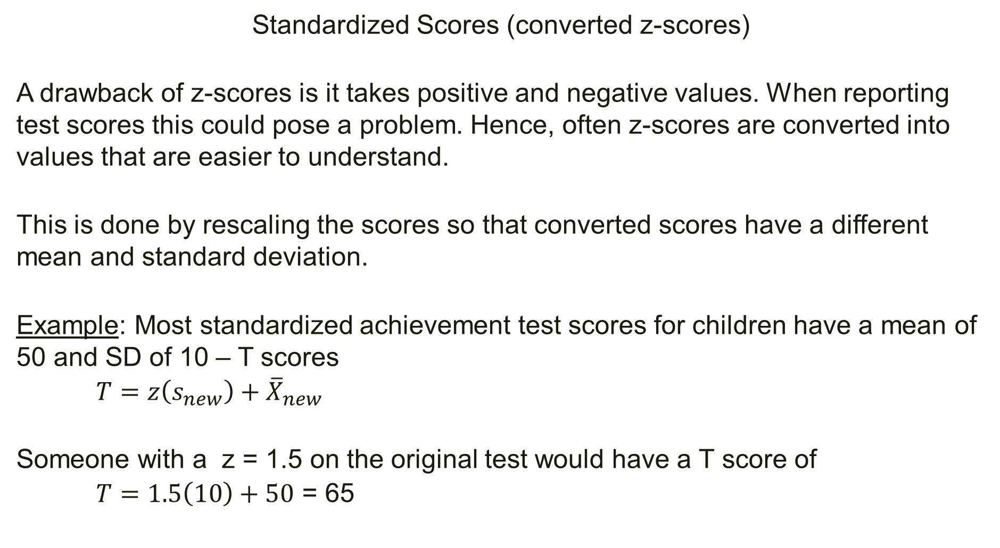 Standardized Scores (converted z-scores)
A drawback of z-scores is it takes positive and negative values. When reporting
test scores this could pose a problem. Hence, often z-scores are converted into
values that are easier to understand.
This is done by rescaling the scores so that converted scores have a different
mean and standard deviation.
Example: Most standardized achievement test scores for children have a mean of
50 and SD of 10 – T scores
T = z(s_new) + X̄_new
Someone with a  z = 1.5 on the original test would have a T score of
T = 1.5(10) + 50 = 65